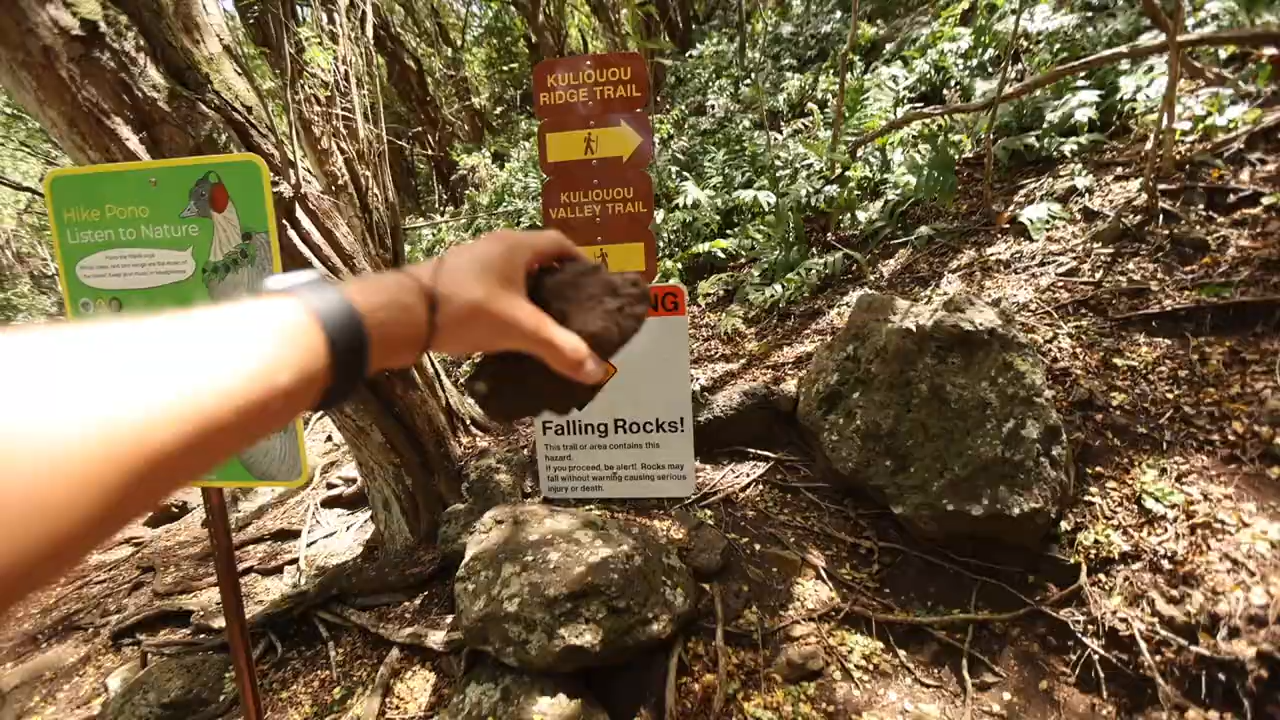 Hike Pono
Listen to Nature
KULIOUOU
RIDGE TRAIL
KULIOUOU
VALLEY TRAIL
NG
Falling Rocks!
This trail or area contains this
hazard.
If you proceed, be alert! Rocks may
fall without warning causing serious
injury or death.